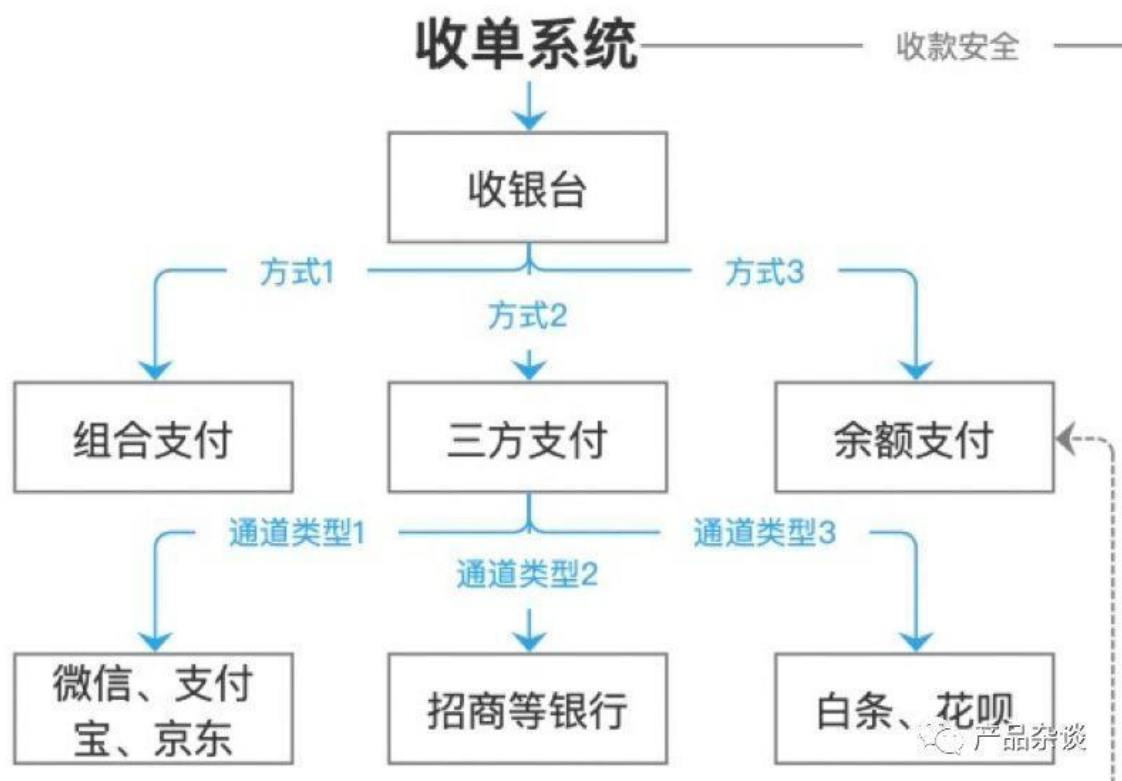 收单系统
收款安全
收银台
方式1
方式3
方式2
组合支付
三方支付
余额支付
通道类型1
通道类型3
通道类型2
微信、支付
宝、京东
招商等银行
白条、花呗
产品杂谈